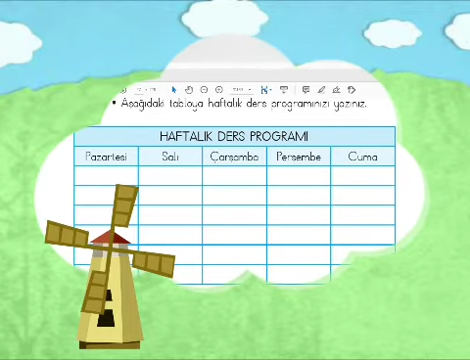 • Aşağıdaki tabloya haftalık ders programınızı yazınız.
HAFTALIK DERS PROGRAMI
Pazartesi Salı Çarşamba Perşembe Cuma